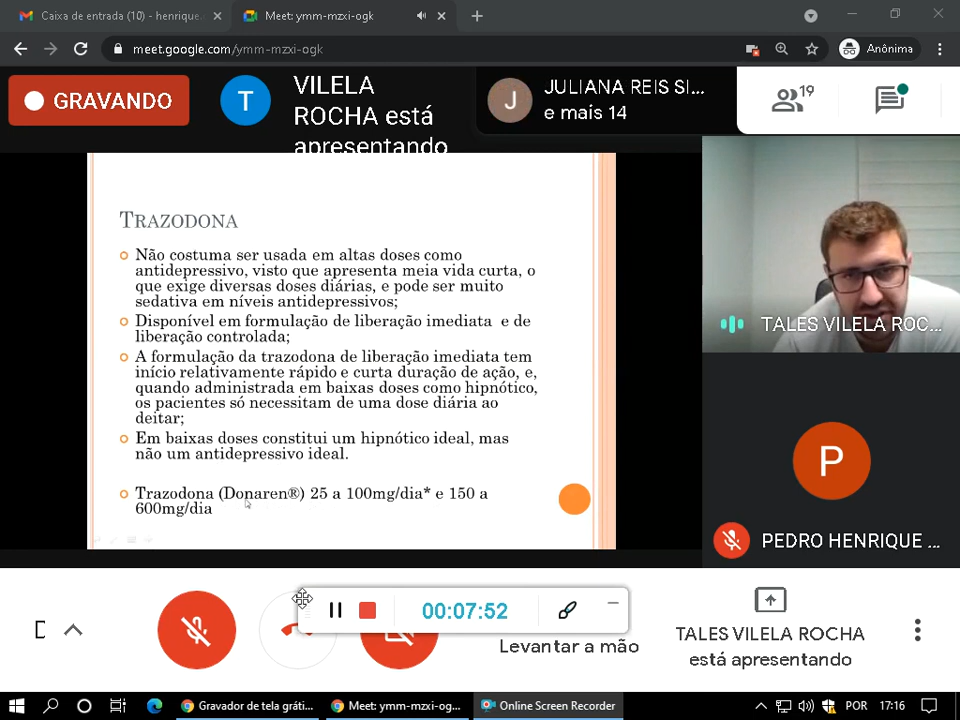 Caixa de entrada (10) - henrique.
Meet: ymm-mzxi-ogk
meet.google.com/ymm-mzxi-ogk
Anônima
GRAVANDO
T
VILELA
ROCHA está
apresentando
J
JULIANA REIS SI...
e mais 14
19
TRAZODONA
Não costuma ser usada em altas doses como
antidepressivo, visto que apresenta meia vida curta, o
que exige diversas doses diárias, e pode ser muito
sedativa em níveis antidepressivos;
Disponível em formulação de liberação imediata e de
liberação controlada;
A formulação da trazodona de liberação imediata tem
início relativamente rápido e curta duração de ação, e,
quando administrada em baixas doses como hipnótico,
os pacientes só necessitam de uma dose diária ao
deitar;
Em baixas doses constitui um hipnótico ideal, mas
não um antidepressivo ideal.
Trazodona (Donaren®) 25 a 100mg/dia* e 150 a
600mg/dia
TALES VILELA ROC...
P
PEDRO HENRIQUE ...
00:07:52
Levantar a mão
TALES VILELA ROCHA
está apresentando
Gravador de tela gráti...
Meet: ymm-mzxi-og...
Online Screen Recorder
POR
17:16